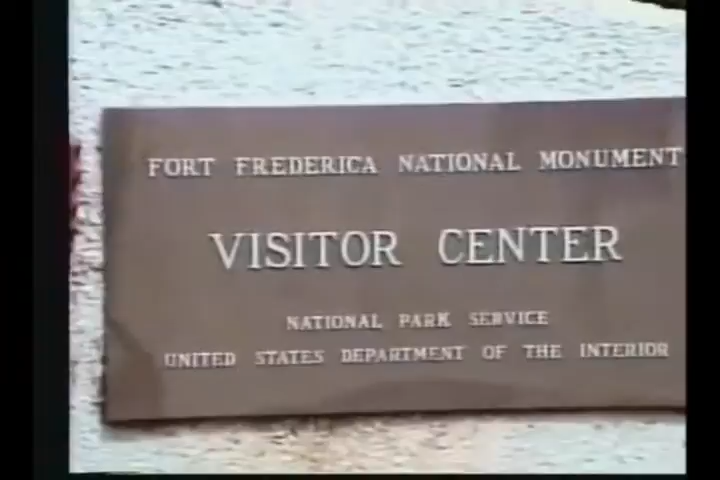 FORT FREDERICA NATIONAL MONUMENT
VISITOR CENTER
NATIONAL PARK SERVICE
UNITED STATES DEPARTMENT OF THE INTERIOR